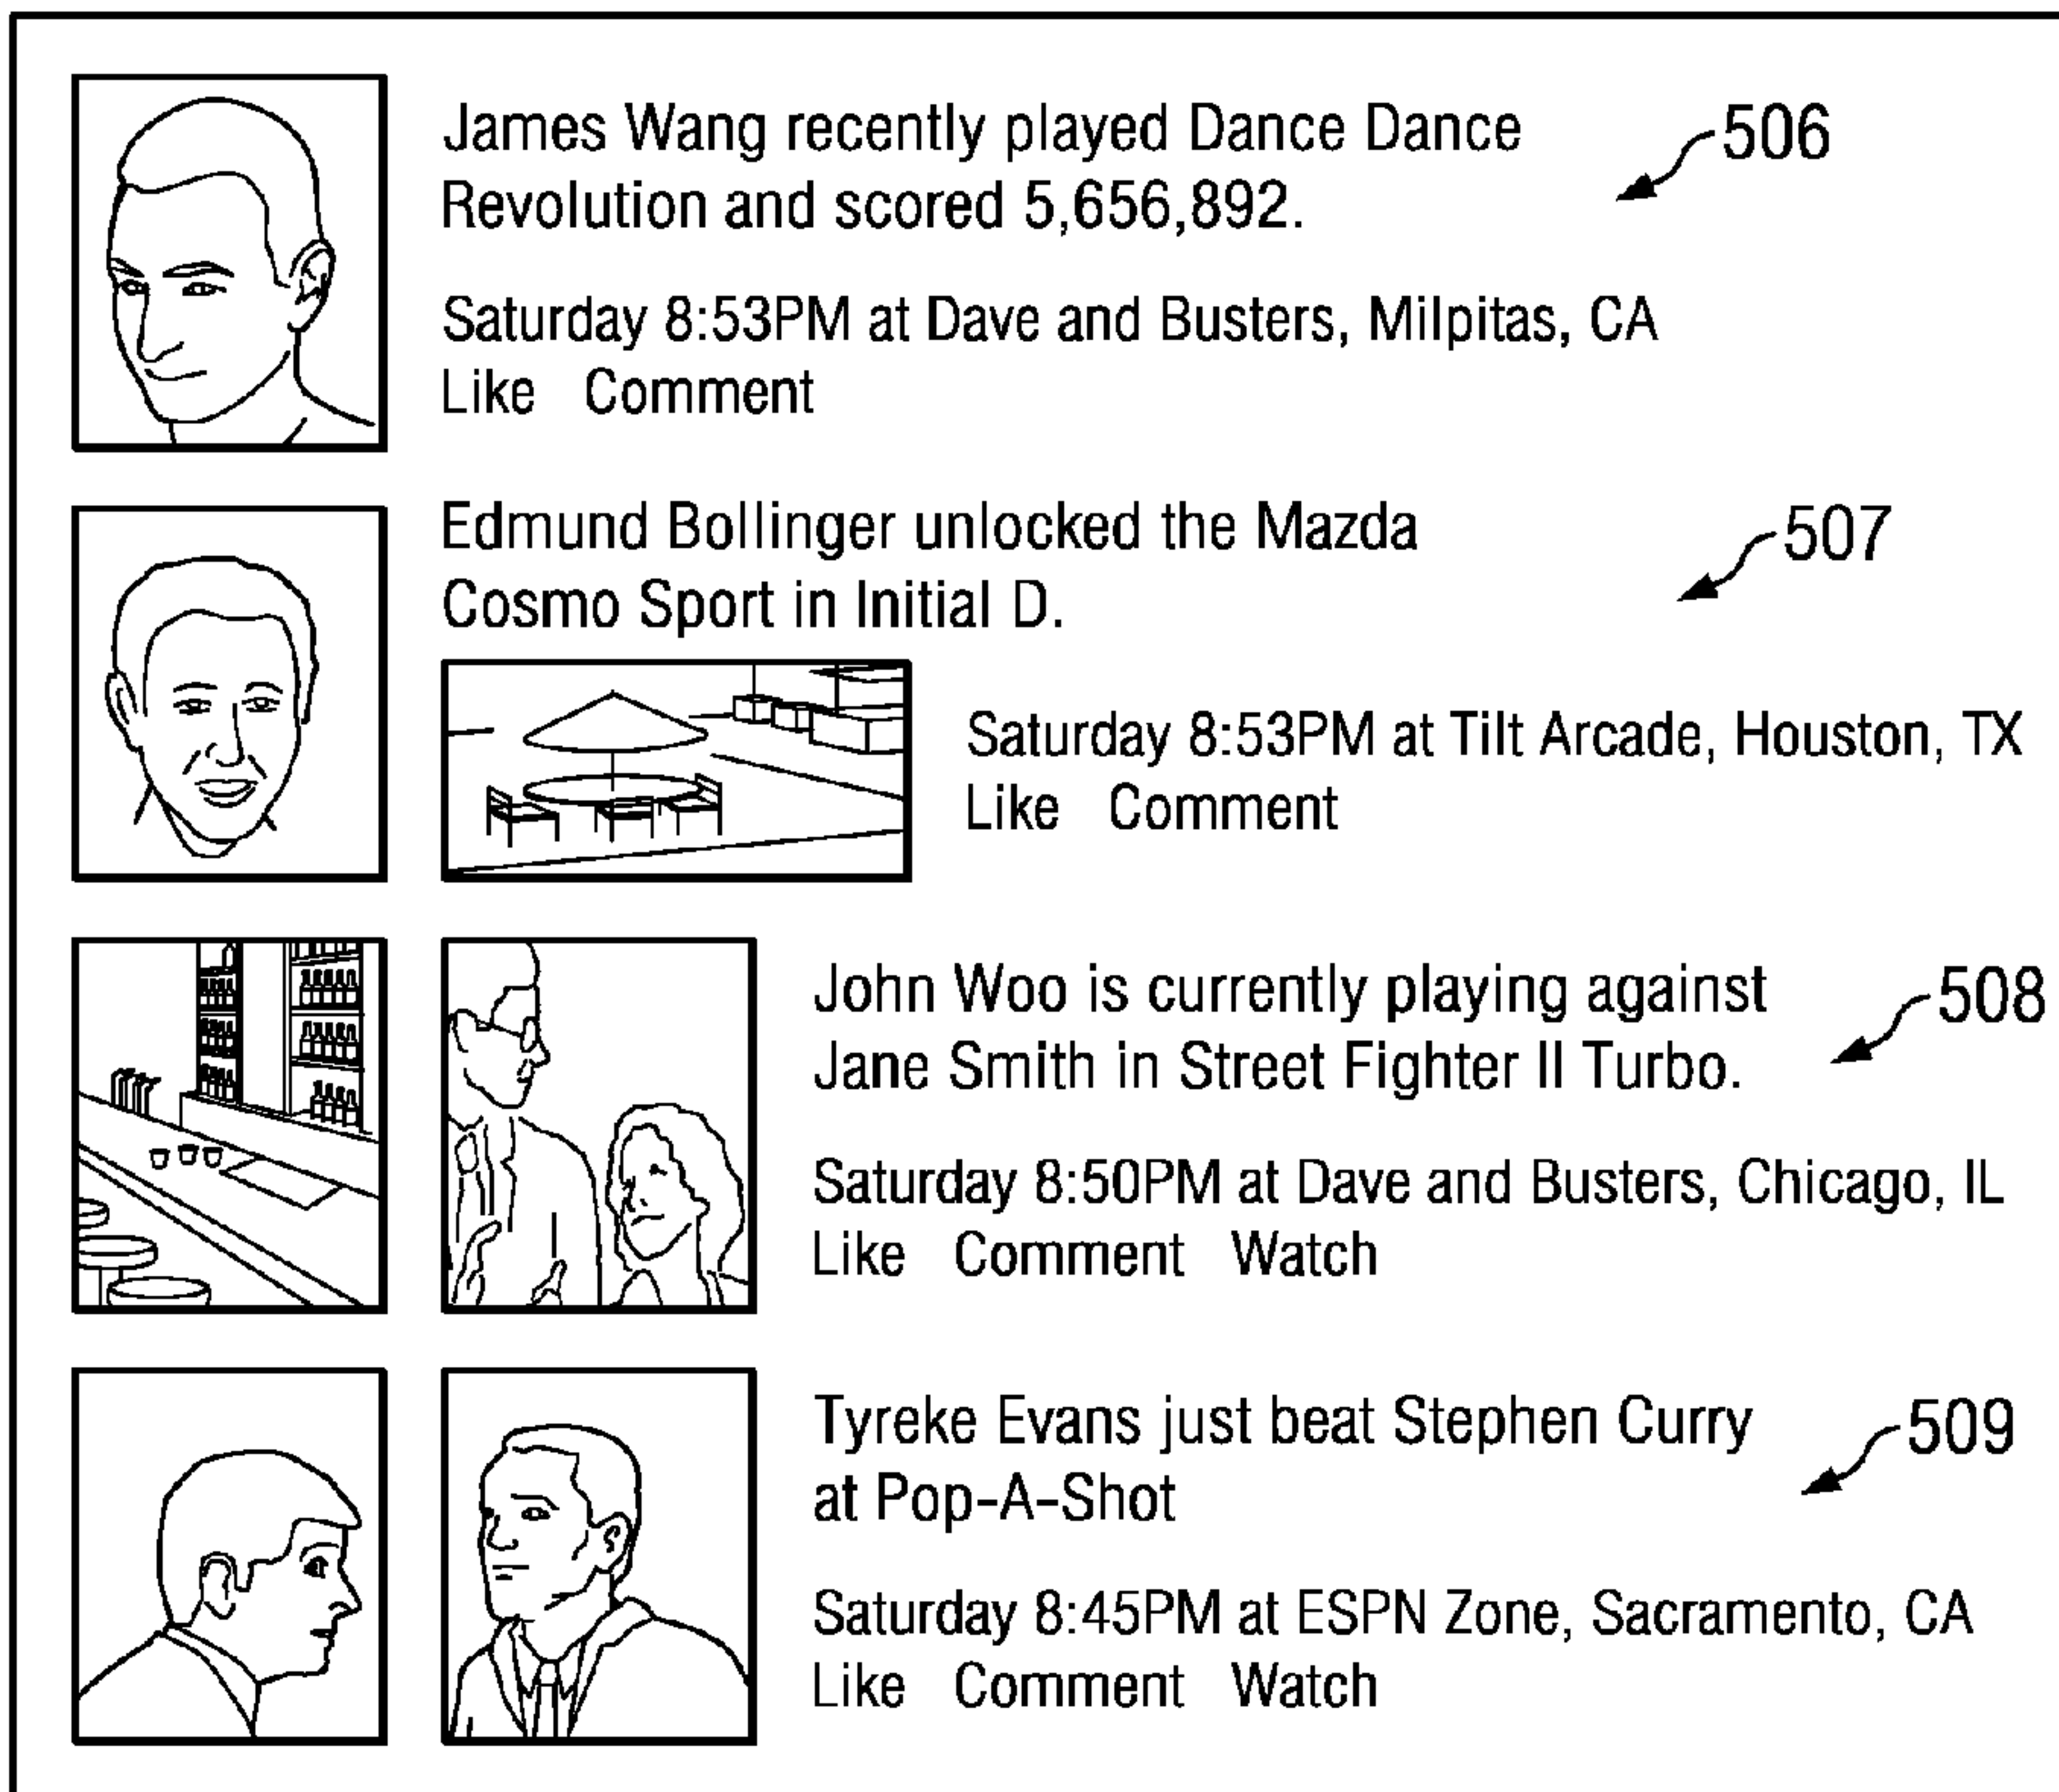 James Wang recently played Dance Dance
506
Revolution and scored 5,656,892.
Saturday 8:53PM at Dave and Busters, Milpitas, CA
Like Comment
Edmund Bollinger unlocked the Mazda
507
Cosmo Sport in Initial D.
Saturday 8:53PM at Tilt Arcade, Houston, TX
Like Comment
John Woo is currently playing against
508
Jane Smith in Street Fighter II Turbo.
Saturday 8:50PM at Dave and Busters, Chicago, IL
Like Comment Watch
Tyreke Evans just beat Stephen Curry
509
at Pop-A-Shot
Saturday 8:45PM at ESPN Zone, Sacramento, CA
Like Comment Watch